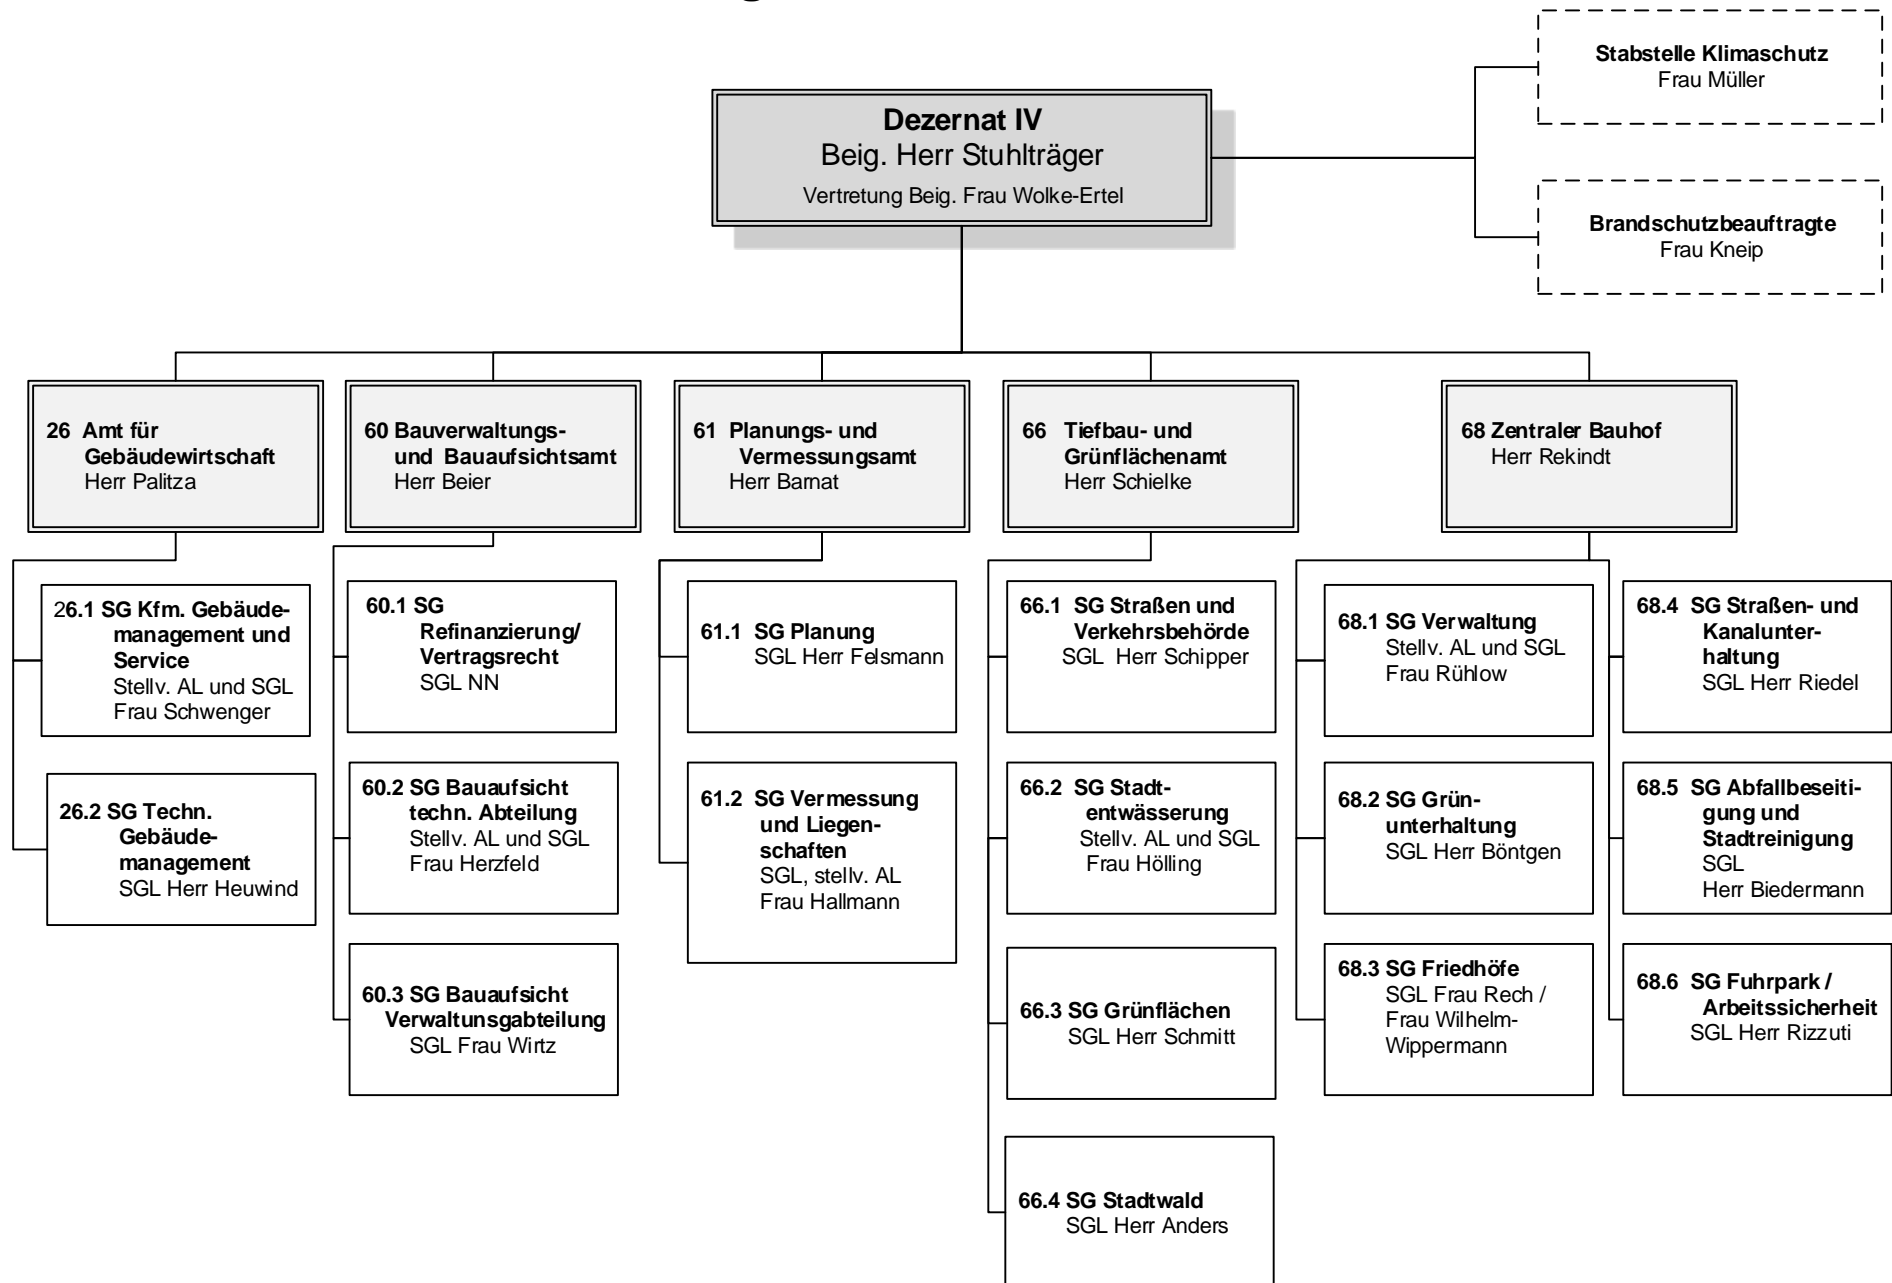 Stabstelle Klimaschutz
Frau Müller
Dezernat IV
Beig. Herr Stuhlträger
Vertretung Beig. Frau Wolke-Ertel
Brandschutzbeauftragte
Frau Kneip
26 Amt für
Gebäudewirtschaft
Herr Palitza
60 Bauverwaltungs-
und Bauaufsichtsamt
Herr Beier
61 Planungs- und
Vermessungsamt
Herr Barnat
66 Tiefbau- und
Grünflächenamt
Herr Schielke
68 Zentraler Bauhof
Herr Rekindt
26.1 SG Kfm. Gebäude-
management und
Service
Stellv. AL und SGL
Frau Schwenger
26.2 SG Techn.
Gebäude-
management
SGL Herr Heuwind
60.1 SG
Refinanzierung/
Vertragsrecht
SGL NN
60.2 SG Bauaufsicht
techn. Abteilung
Stellv. AL und SGL
Frau Herzfeld
60.3 SG Bauaufsicht
Verwaltunsgabteilung
SGL Frau Wirtz
61.1 SG Planung
SGL Herr Felsmann
61.2 SG Vermessung
und Liegen-
schaften
SGL, stellv. AL
Frau Hallmann
66.1 SG Straßen und
Verkehrsbehörde
SGL Herr Schipper
66.2 SG Stadt-
entwässerung
Stellv. AL und SGL
Frau Hölling
66.3 SG Grünflächen
SGL Herr Schmitt
66.4 SG Stadtwald
SGL Herr Anders
68.1 SG Verwaltung
Stellv. AL und SGL
Frau Rühlow
68.2 SG Grün-
unterhaltung
SGL Herr Böntgen
68.3 SG Friedhöfe
SGL Frau Rech /
Frau Wilhelm-
Wippermann
68.4 SG Straßen- und
Kanalunter-
haltung
SGL Herr Riedel
68.5 SG Abfallbeseiti-
gung und
Stadtreinigung
SGL
Herr Biedermann
68.6 SG Fuhrpark /
Arbeitssicherheit
SGL Herr Rizzuti